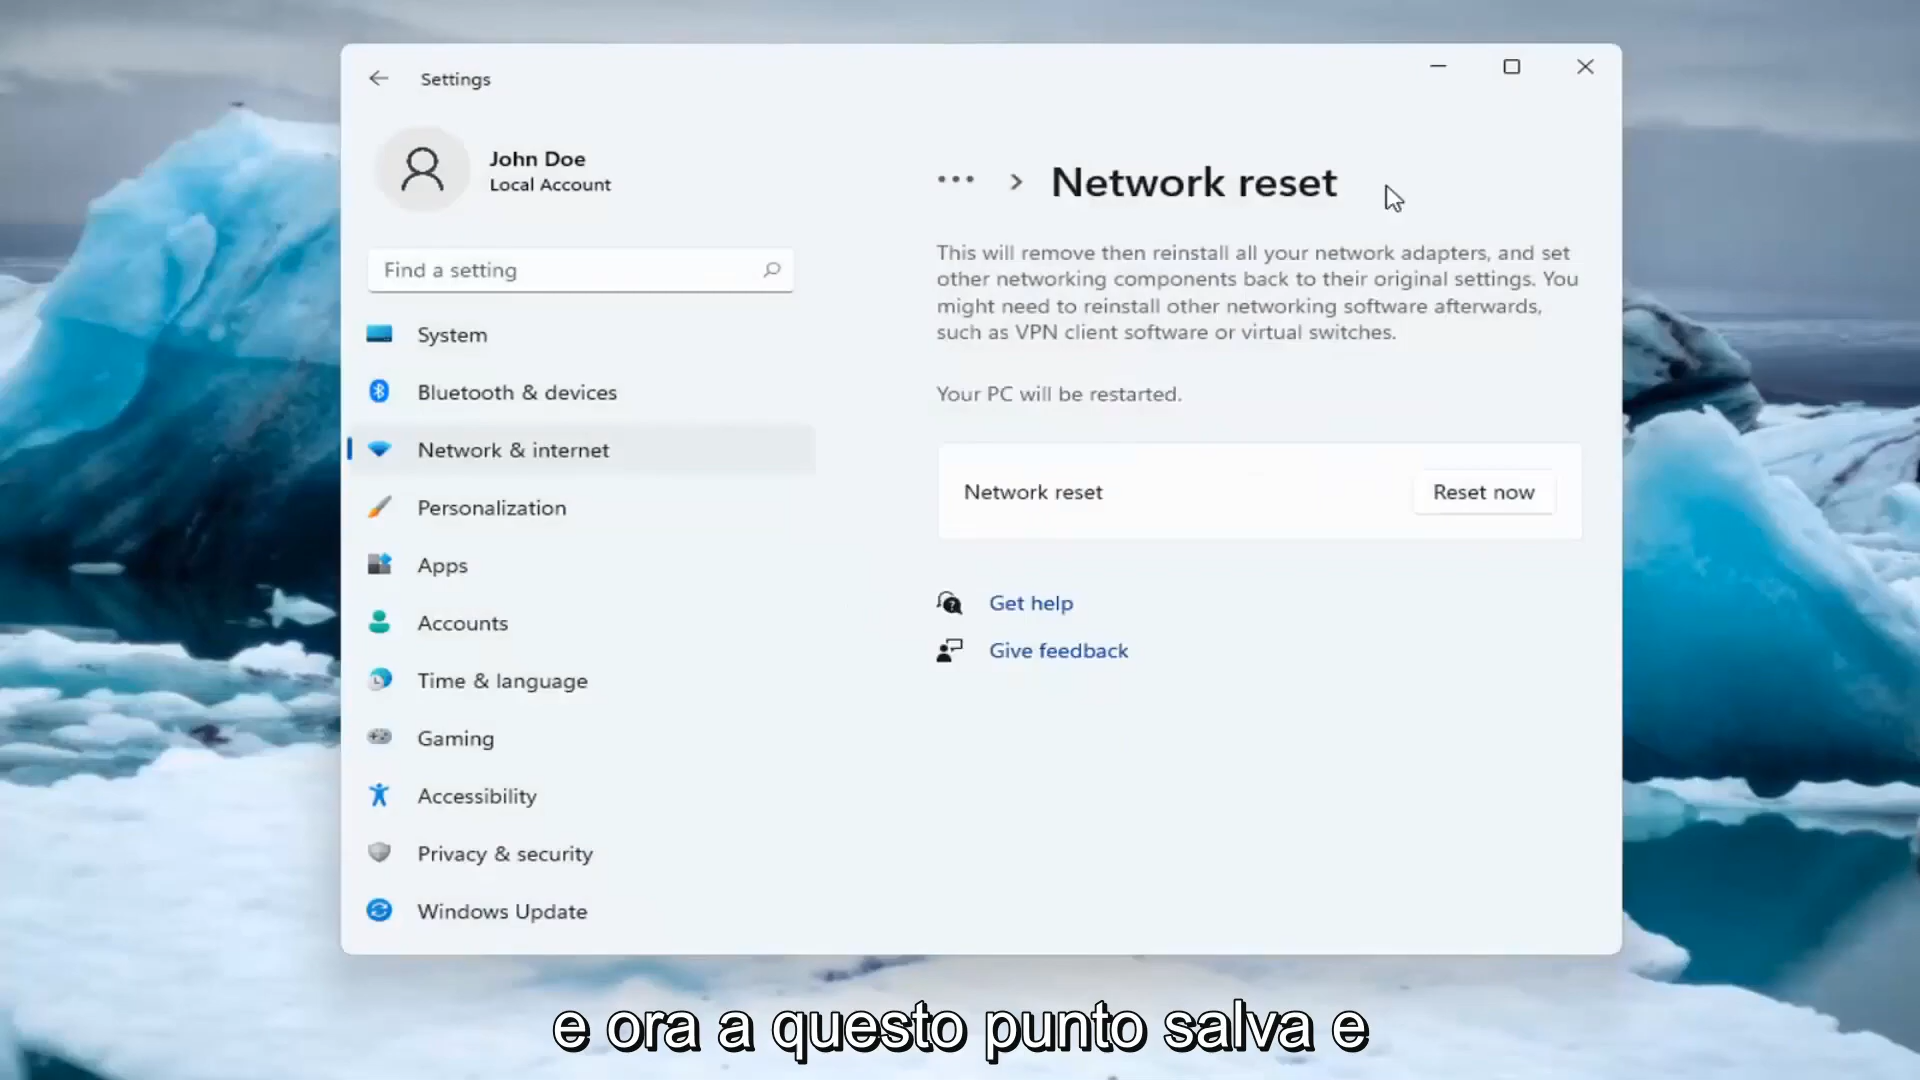 Settings
John Doe
Local Account
Find a setting
System
Bluetooth & devices
Network & internet
Personalization
Apps
Accounts
Time & language
Gaming
Accessibility
Privacy & security
Windows Update
··· > Network reset
This will remove then reinstall all your network adapters, and set
other networking components back to their original settings. You
might need to reinstall other networking software afterwards,
such as VPN client software or virtual switches.
Your PC will be restarted.
Network reset Reset now
Get help
Give feedback
e ora a questo punto salva e